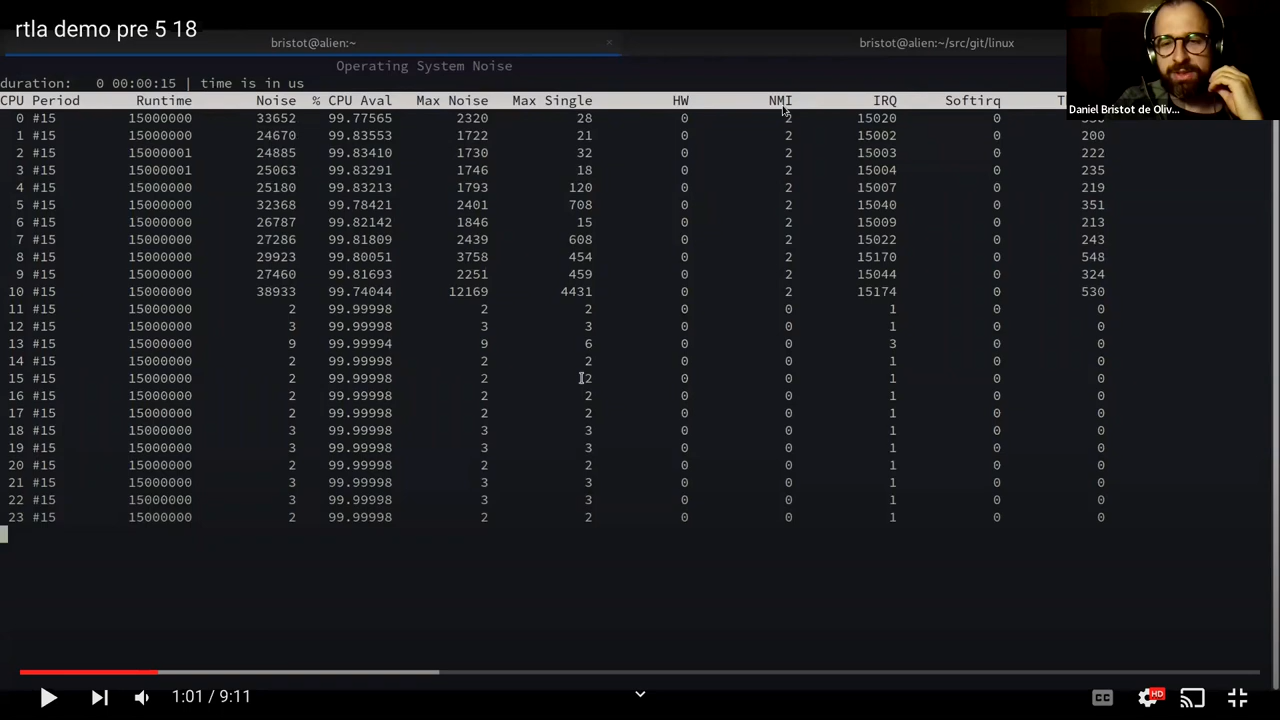 rtla demo pre 5 18
bristot@alien:~ × bristot@alien:~/src/git/linux
Operating System Noise
duration: 0 00:00:15 | time is in us
Daniel Bristot de Oliv...
CPU Period Runtime Noise % CPU Aval Max Noise Max Single HW NMI IRQ Softirq
0 #15 15000000 33652 99.77565 2320 28 0 2 15020 0
1 #15 15000000 24670 99.83553 1722 21 0 2 15002 0 200
2 #15 15000001 24885 99.83410 1730 32 0 2 15003 0 222
3 #15 15000001 25063 99.83291 1746 18 0 2 15004 0 235
4 #15 15000000 25180 99.83213 1793 120 0 2 15007 0 219
5 #15 15000000 32368 99.78421 2401 708 0 2 15040 0 351
6 #15 15000000 26787 99.82142 1846 15 0 2 15009 0 213
7 #15 15000000 27286 99.81809 2439 608 0 2 15022 0 243
8 #15 15000000 29923 99.80051 3758 454 0 2 15170 0 548
9 #15 15000000 27460 99.81693 2251 459 0 2 15044 0 324
10 #15 15000000 38933 99.74044 12169 4431 0 2 15174 0 530
11 #15 15000000 2 99.99998 2 2 0 0 1 0 0
12 #15 15000000 3 99.99998 3 3 0 0 1 0 0
13 #15 15000000 9 99.99994 9 6 0 0 3 0 0
14 #15 15000000 2 99.99998 2 2 0 0 1 0 0
15 #15 15000000 2 99.99998 2 2 0 0 1 0 0
16 #15 15000000 2 99.99998 2 2 0 0 1 0 0
17 #15 15000000 2 99.99998 2 2 0 0 1 0 0
18 #15 15000000 3 99.99998 3 3 0 0 1 0 0
19 #15 15000000 3 99.99998 3 3 0 0 1 0 0
20 #15 15000000 2 99.99998 2 2 0 0 1 0 0
21 #15 15000000 3 99.99998 3 3 0 0 1 0 0
22 #15 15000000 3 99.99998 3 3 0 0 1 0 0
23 #15 15000000 2 99.99998 2 2 0 0 1 0 0
1:01 / 9:11 CC HD